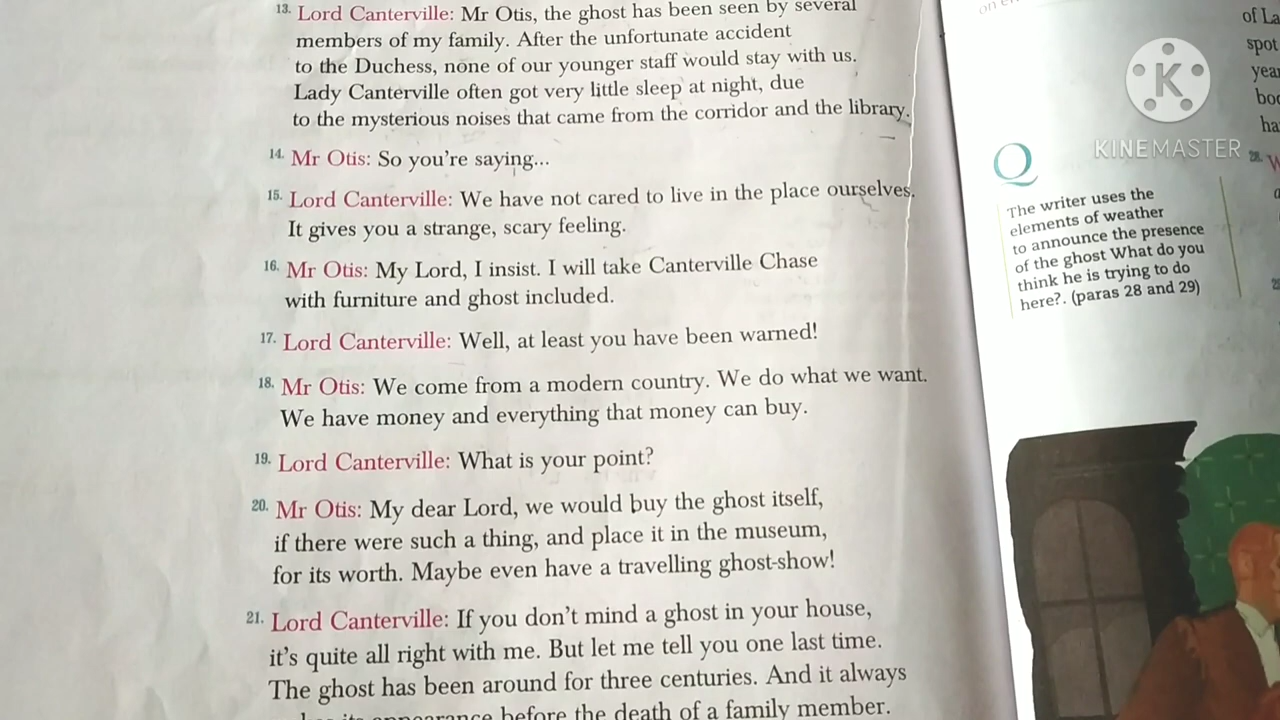 13. Lord Canterville: Mr Otis, the ghost has been seen by several
members of my family. After the unfortunate accident
to the Duchess, none of our younger staff would stay with us.
Lady Canterville often got very little sleep at night, due
to the mysterious noises that came from the corridor and the library.
14. Mr Otis: So you're saying...
15. Lord Canterville: We have not cared to live in the place ourselves.
It gives you a strange, scary feeling.
16. Mr Otis: My Lord, I insist. I will take Canterville Chase
with furniture and ghost included.
17. Lord Canterville: Well, at least you have been warned!
18. Mr Otis: We come from a modern country. We do what we want.
We have money and everything that money can buy.
19. Lord Canterville: What is your point?
20. Mr Otis: My dear Lord, we would buy the ghost itself,
if there were such a thing, and place it in the museum,
for its worth. Maybe even have a travelling ghost-show!
21. Lord Canterville: If you don't mind a ghost in your house,
it's quite all right with me. But let me tell you one last time.
The ghost has been around for three centuries. And it always
its appearance before the death of a family member.
Q
The writer uses the
elements of weather
to announce the presence
of the ghost What do you
think he is trying to do
here?. (paras 28 and 29)
of La
spot
28.
K
KINEMASTER